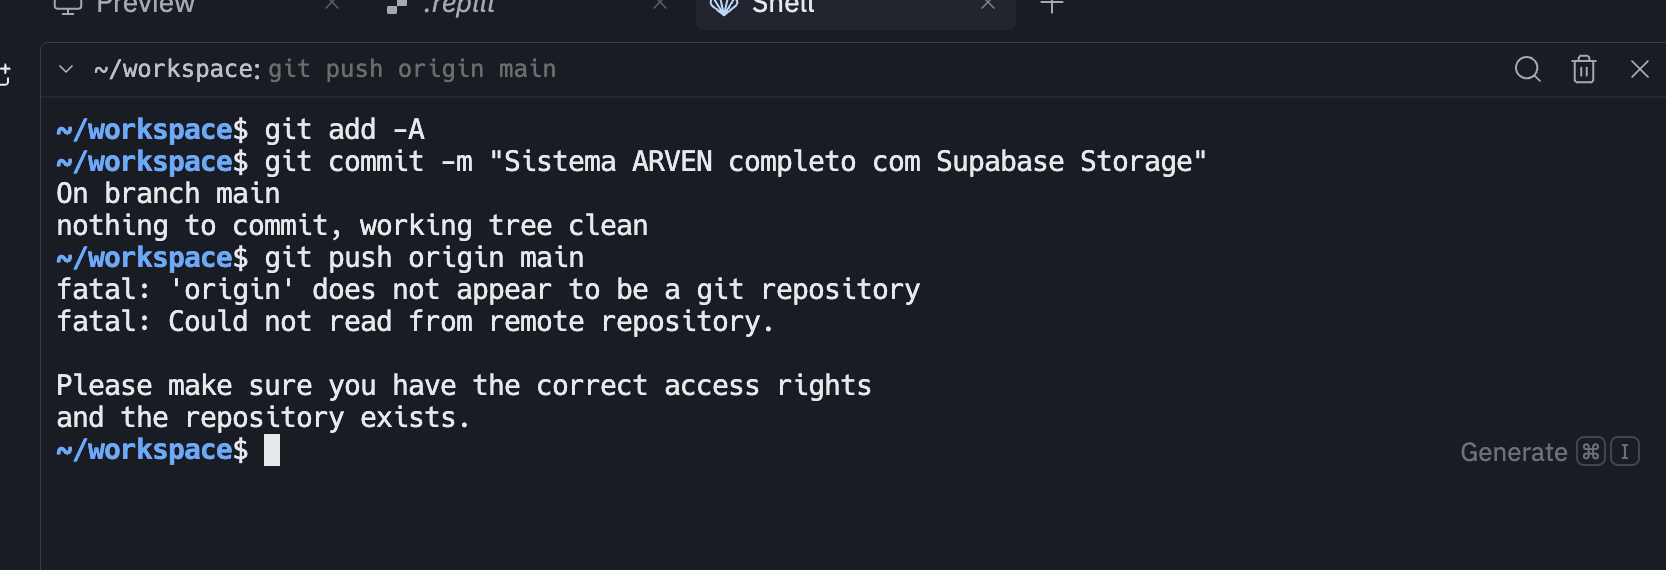 Preview
.replit
Shell
~/workspace: git push origin main
~/workspace$ git add -A
~/workspace$ git commit -m "Sistema ARVEN completo com Supabase Storage"
On branch main
nothing to commit, working tree clean
~/workspace$ git push origin main
fatal: 'origin' does not appear to be a git repository
fatal: Could not read from remote repository.
Please make sure you have the correct access rights
and the repository exists.
~/workspace$
Generate ⌘ I